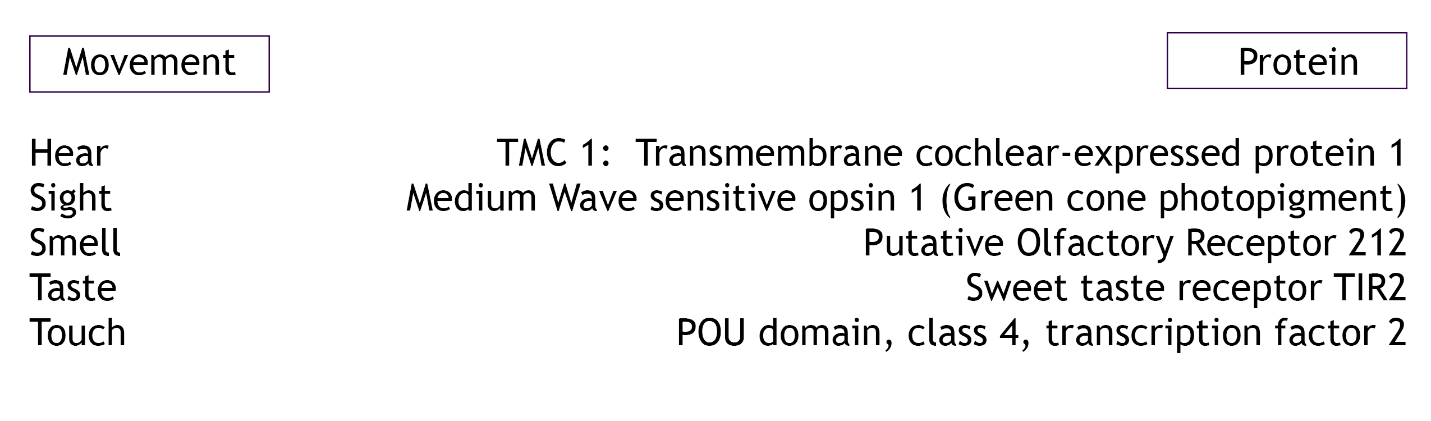 Movement Protein
Hear TMC 1: Transmembrane cochlear-expressed protein 1
Sight Medium Wave sensitive opsin 1 (Green cone photopigment)
Smell Putative Olfactory Receptor 212
Taste Sweet taste receptor TIR2
Touch POU domain, class 4, transcription factor 2